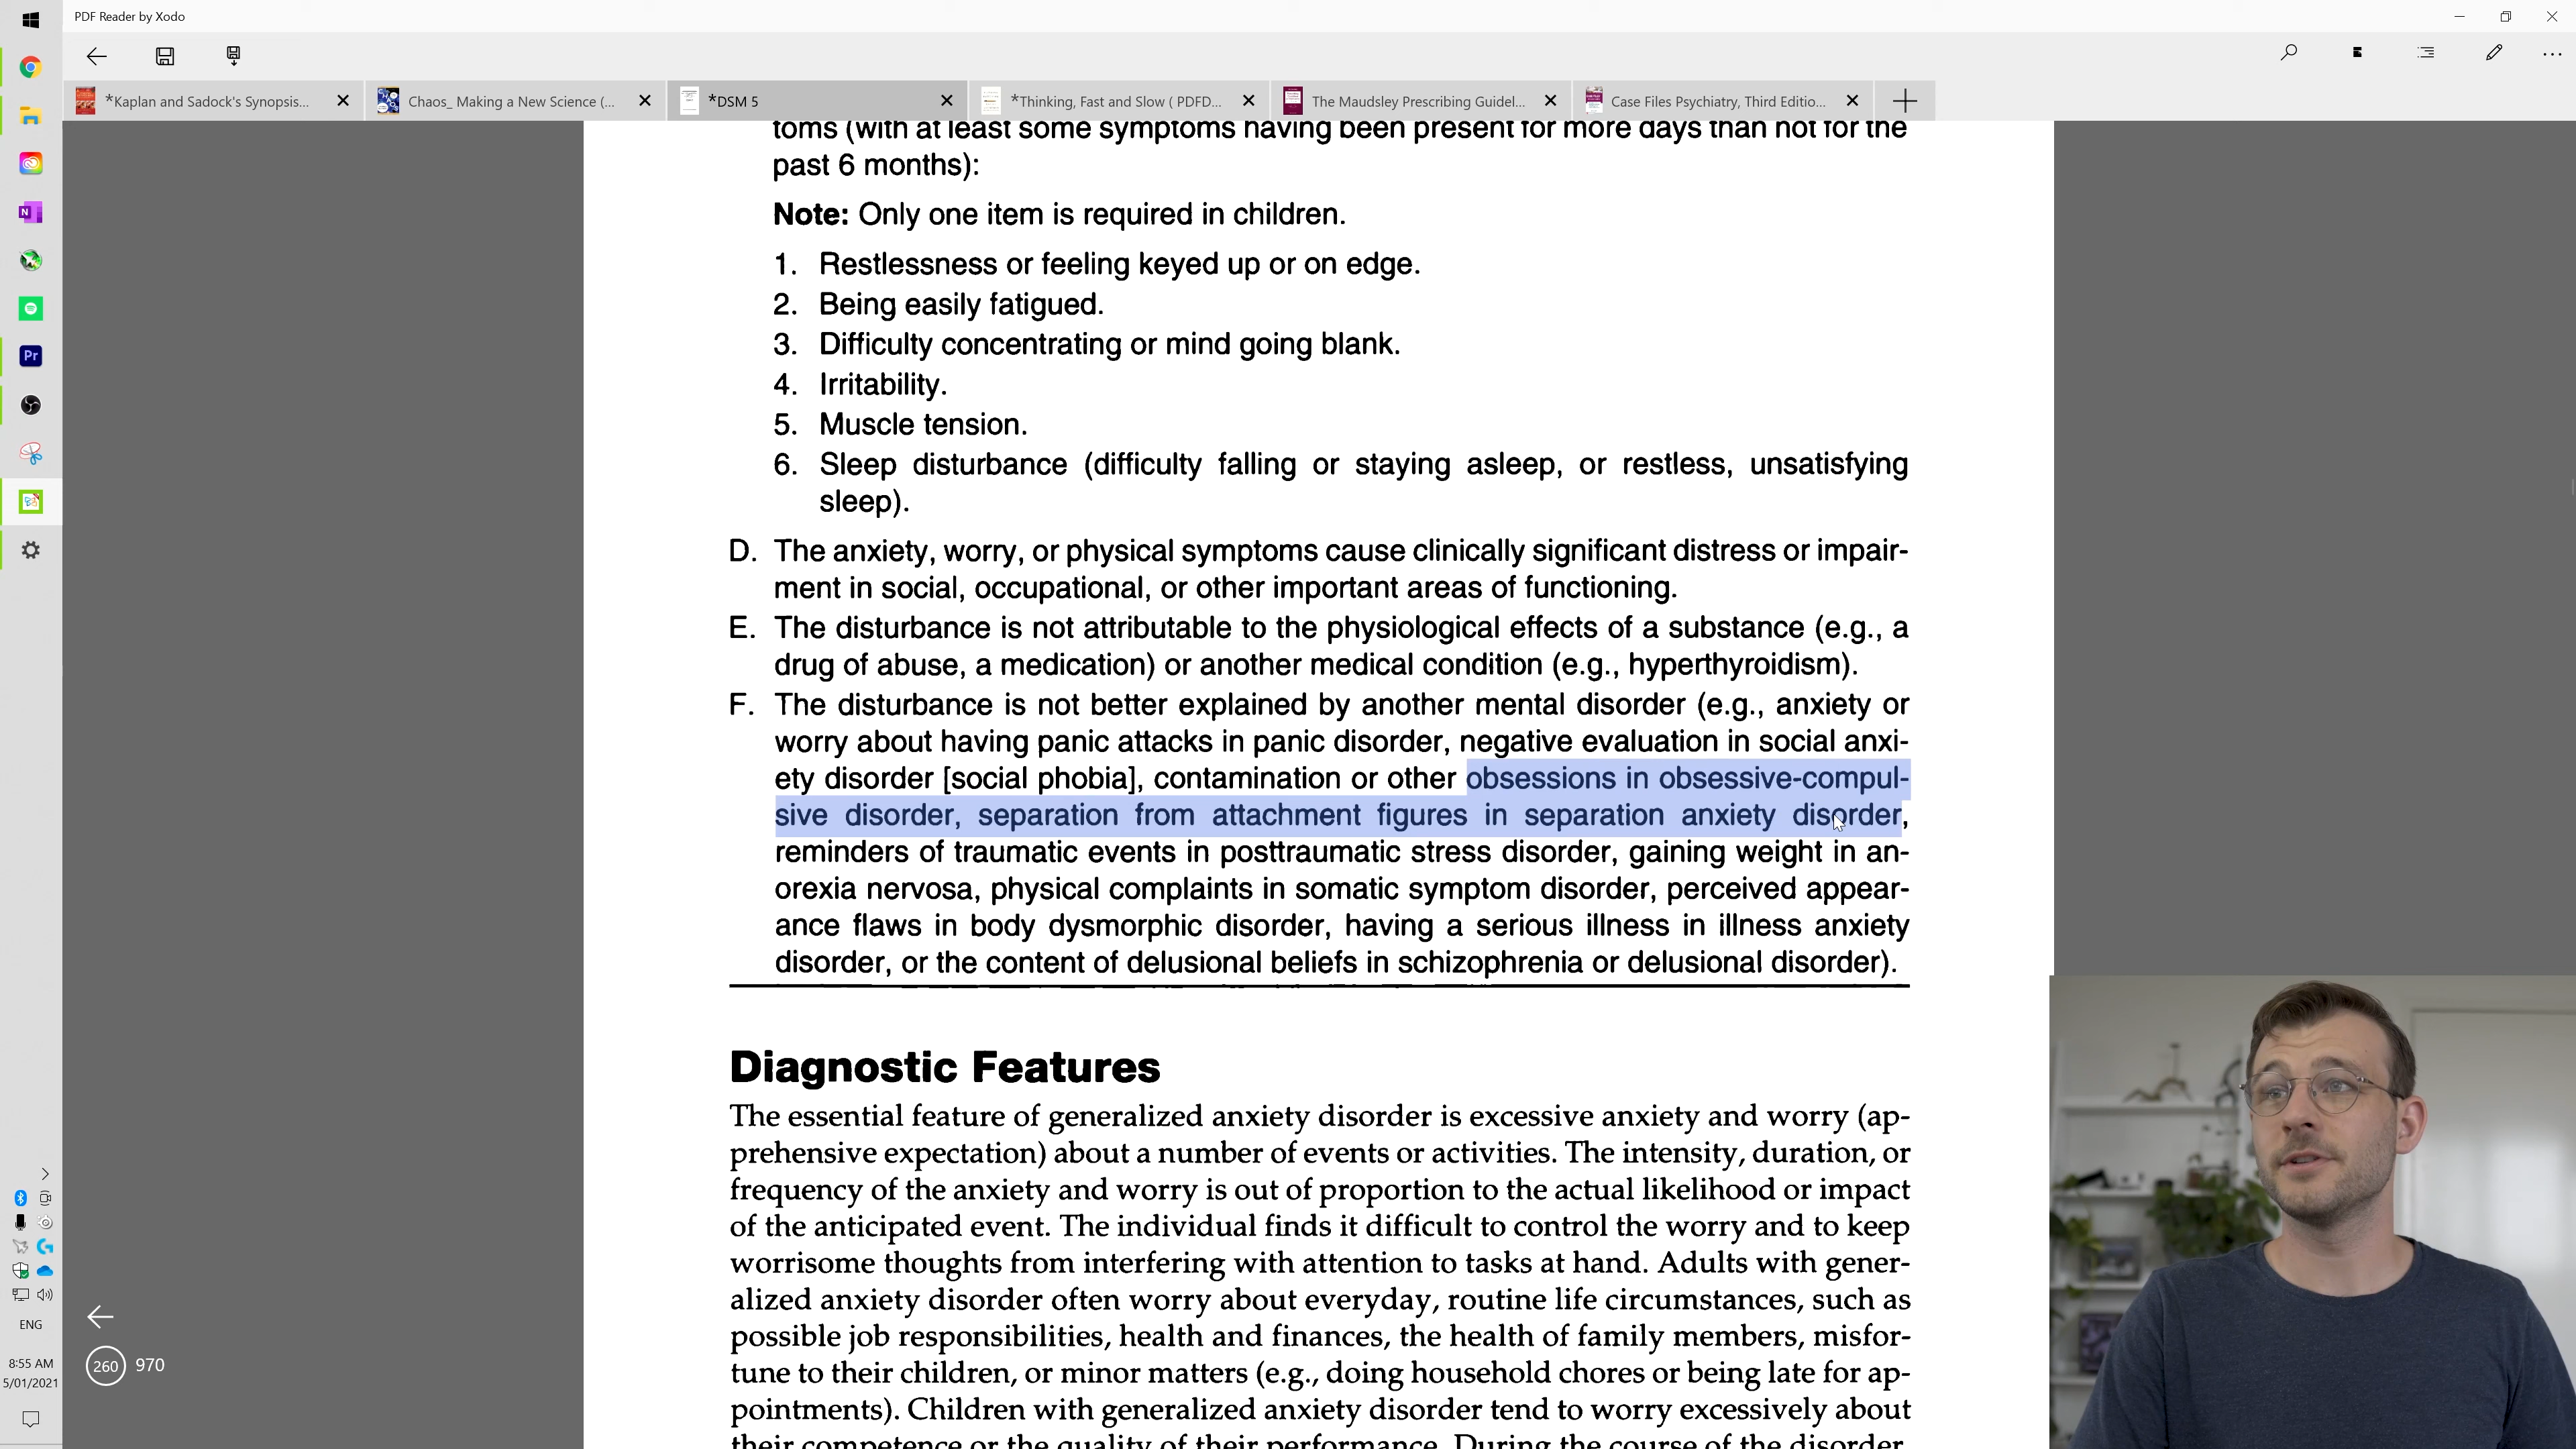 PDF Reader by Xodo
*Kaplan and Sadock's Synopsis...
Chaos_ Making a New Science (...
*DSM 5
*Thinking, Fast and Slow ( PDFD...
The Maudsley Prescribing Guidel...
Case Files Psychiatry, Third Editio...
toms (with at least some symptoms having been present for more days than not for the
past 6 months):
Note: Only one item is required in children.
1. Restlessness or feeling keyed up or on edge.
2. Being easily fatigued.
3. Difficulty concentrating or mind going blank.
4. Irritability.
5. Muscle tension.
6. Sleep disturbance (difficulty falling or staying asleep, or restless, unsatisfying
sleep).
D. The anxiety, worry, or physical symptoms cause clinically significant distress or impair-
ment in social, occupational, or other important areas of functioning.
E. The disturbance is not attributable to the physiological effects of a substance (e.g., a
drug of abuse, a medication) or another medical condition (e.g., hyperthyroidism).
F. The disturbance is not better explained by another mental disorder (e.g., anxiety or
worry about having panic attacks in panic disorder, negative evaluation in social anxi-
ety disorder [social phobia], contamination or other obsessions in obsessive-compul-
sive disorder, separation from attachment figures in separation anxiety disorder,
reminders of traumatic events in posttraumatic stress disorder, gaining weight in an-
orexia nervosa, physical complaints in somatic symptom disorder, perceived appear-
ance flaws in body dysmorphic disorder, having a serious illness in illness anxiety
disorder, or the content of delusional beliefs in schizophrenia or delusional disorder).
Diagnostic Features
The essential feature of generalized anxiety disorder is excessive anxiety and worry (ap-
prehensive expectation) about a number of events or activities. The intensity, duration, or
frequency of the anxiety and worry is out of proportion to the actual likelihood or impact
of the anticipated event. The individual finds it difficult to control the worry and to keep
worrisome thoughts from interfering with attention to tasks at hand. Adults with gener-
alized anxiety disorder often worry about everyday, routine life circumstances, such as
possible job responsibilities, health and finances, the health of family members, misfor-
tune to their children, or minor matters (e.g., doing household chores or being late for ap-
pointments). Children with generalized anxiety disorder tend to worry excessively about
their competence or the quality of their performance. During the course of the disorder,
Pr
N
ENG
8:55 AM
5/01/2021
260 970